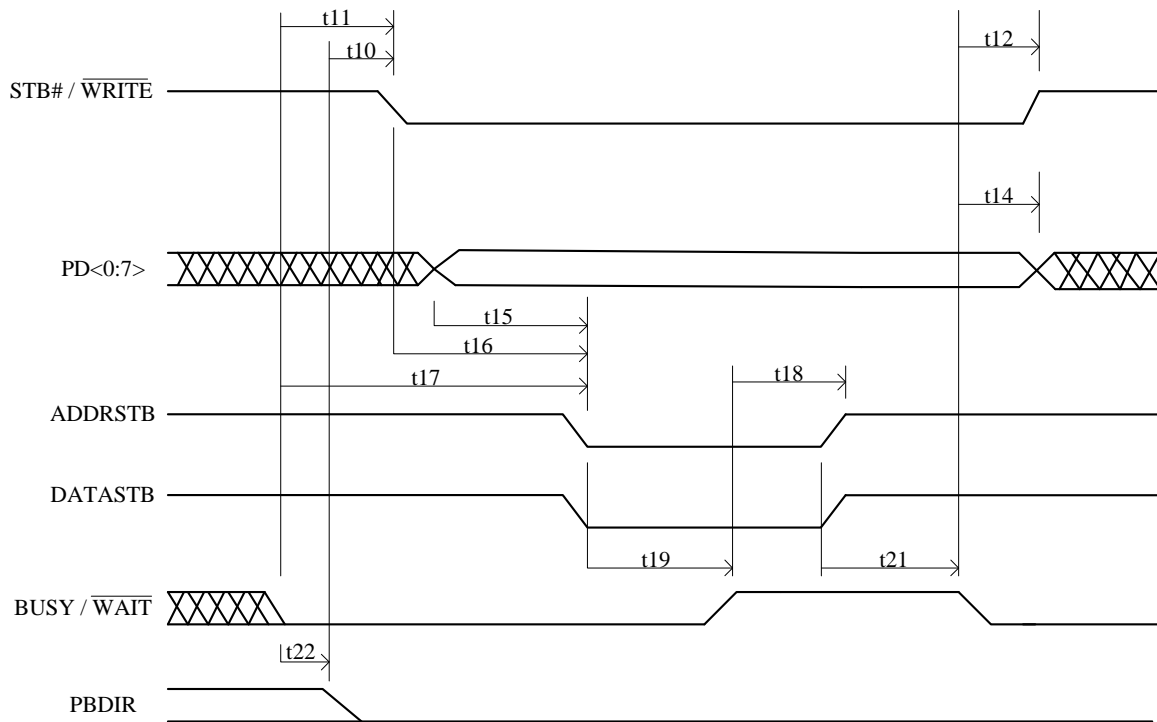 t11
t12
t10
STB# / WRITE
t14
PD<0:7>
t15
t16
t17
t18
ADDRSTB
DATASTB
t19
t21
BUSY / WAIT
t22
PBDIR